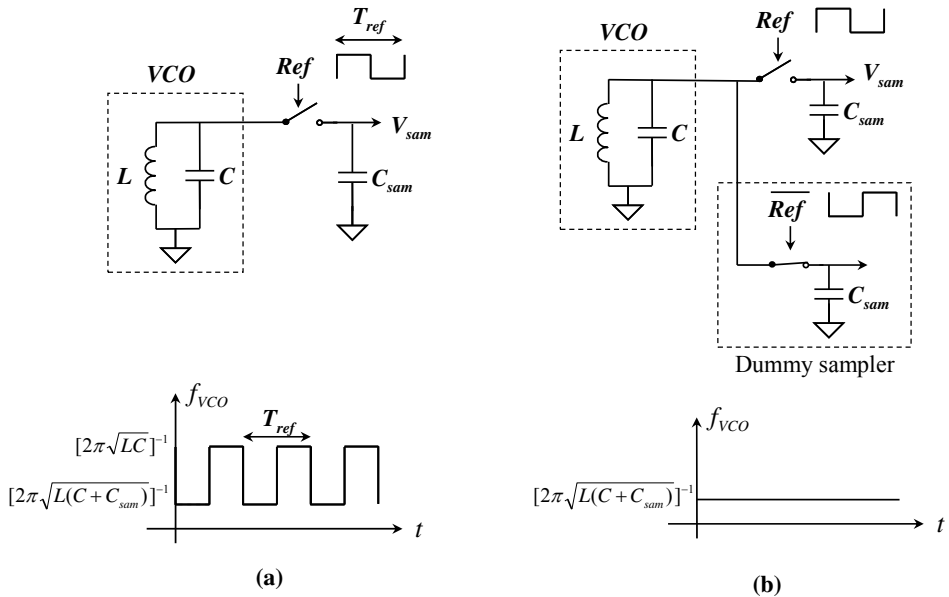 T_ref
VCO
Ref
V_sam
L
C
C_sam
f_VCO
T_ref
[2π√LC]⁻¹
[2π√L(C + C_sam)]⁻¹
t
(a)
Ref
VCO
V_sam
C_sam
L
C
R̅e̅f̅
C_sam
Dummy sampler
f_VCO
[2π√L(C + C_sam)]⁻¹
t
(b)